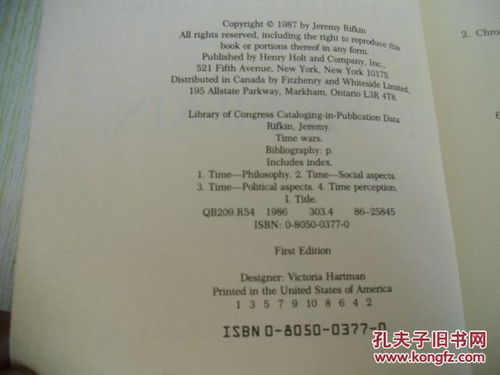 Copyright © 1987 by Jeremy Rifkin
All rights reserved, including the right to reproduce this
book or portions thereof in any form.
Published by Henry Holt and Company, Inc.,
521 Fifth Avenue, New York, New York 10175.
Distributed in Canada by Fitzhenry and Whiteside Limited,
195 Allstate Parkway, Markham, Ontario L3R 4T8.
Library of Congress Cataloging-in-Publication Data
Rifkin, Jeremy.
Time wars.
Bibliography: p.
Includes index.
1. Time—Philosophy. 2. Time—Social aspects.
3. Time—Political aspects. 4. Time perception.
I. Title.
QB209.R54 1986 303.4 86-25845
ISBN: 0-8050-0377-0
First Edition
Designer: Victoria Hartman
Printed in the United States of America
1 3 5 7 9 10 8 6 4 2
ISBN 0-8050-0377-0
2. Chro
6
孔夫子旧书网
www.kongfz.com